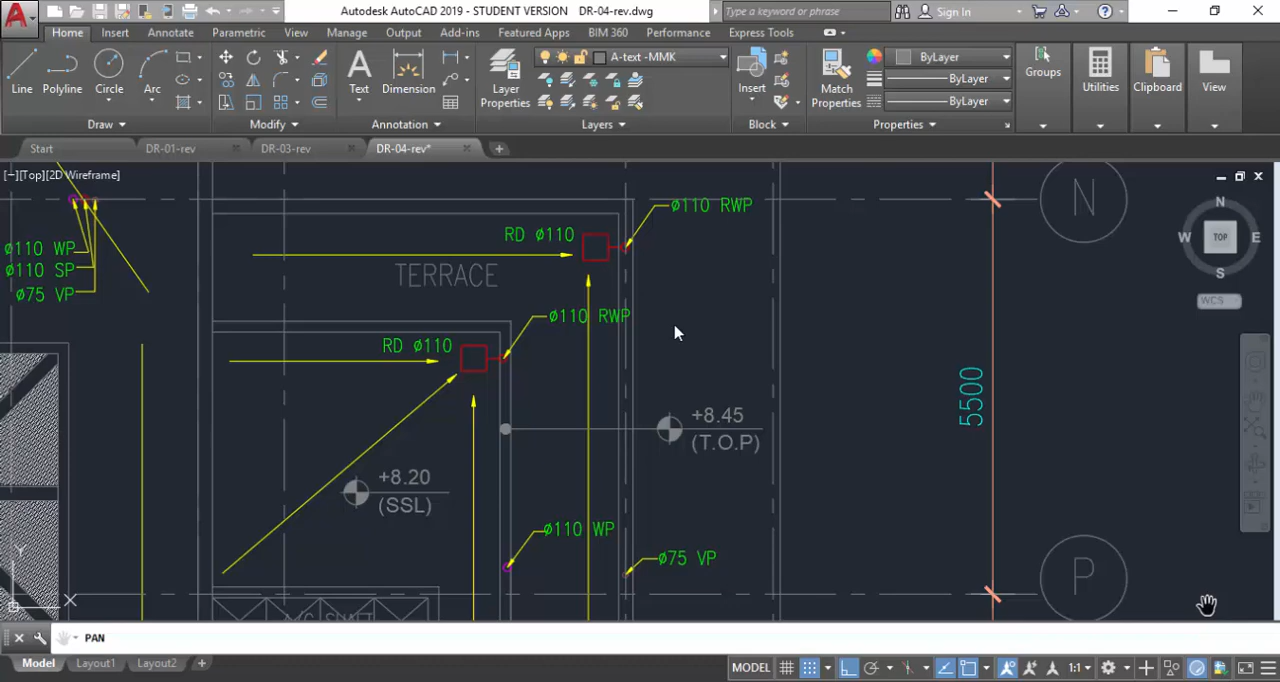 Autodesk AutoCAD 2019 - STUDENT VERSION DR-04-rev.dwg
Type a keyword or phrase
Sign In
Home Insert Annotate Parametric View Manage Output Add-ins Featured Apps BIM 360 Performance Express Tools
A-text -MMK
ByLayer
ByLayer
ByLayer
Line Polyline Circle Arc
Text Dimension
Layer Properties
Insert
Match Properties
Groups Utilities Clipboard View
Draw Modify Annotation Layers Block Properties
Start DR-01-rev DR-03-rev DR-04-rev*
[−][Top][2D Wireframe]
N
W TOP E
S
WCS
ø110 WP
ø110 SP
ø75 VP
RD ø110
ø110 RWP
TERRACE
ø110 RWP
RD ø110
+8.45
(T.O.P)
+8.20
(SSL)
ø110 WP
ø75 VP
A/C SHAFT
5500
N
P
Y
X
PAN
Model Layout1 Layout2
MODEL
1:1